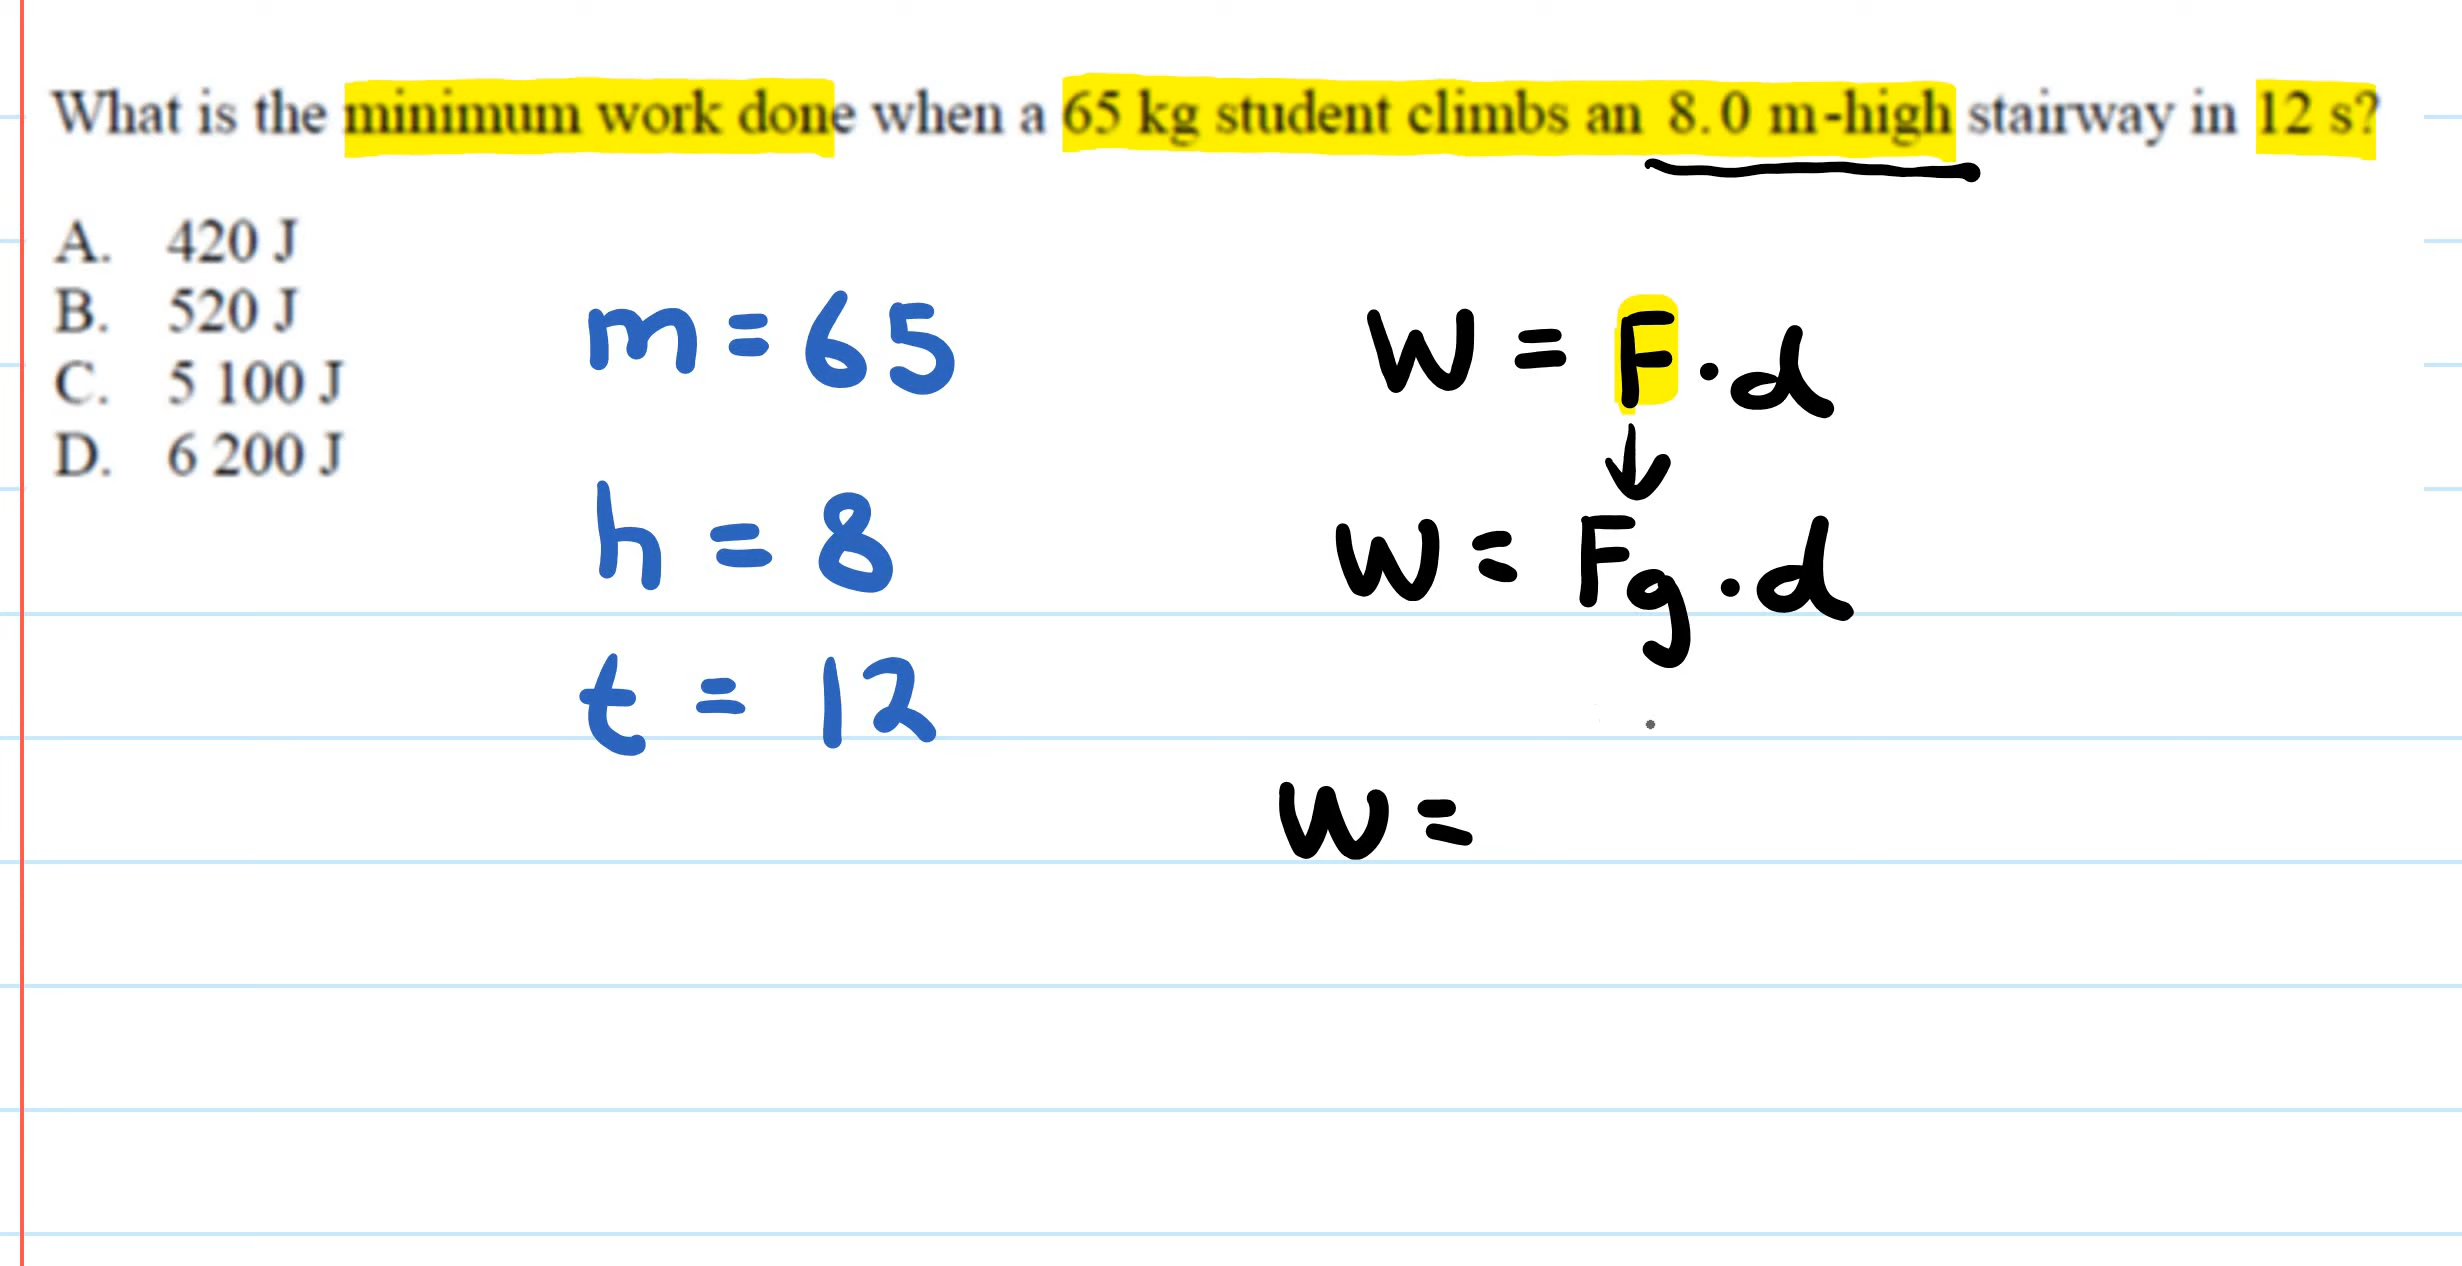 What is the minimum work done when a 65 kg student climbs an 8.0 m-high stairway in 12 s?
A. 420 J
B. 520 J
C. 5 100 J
D. 6 200 J
m = 65
h = 8
t = 12
W = F · d
↓
W = Fg · d
W =